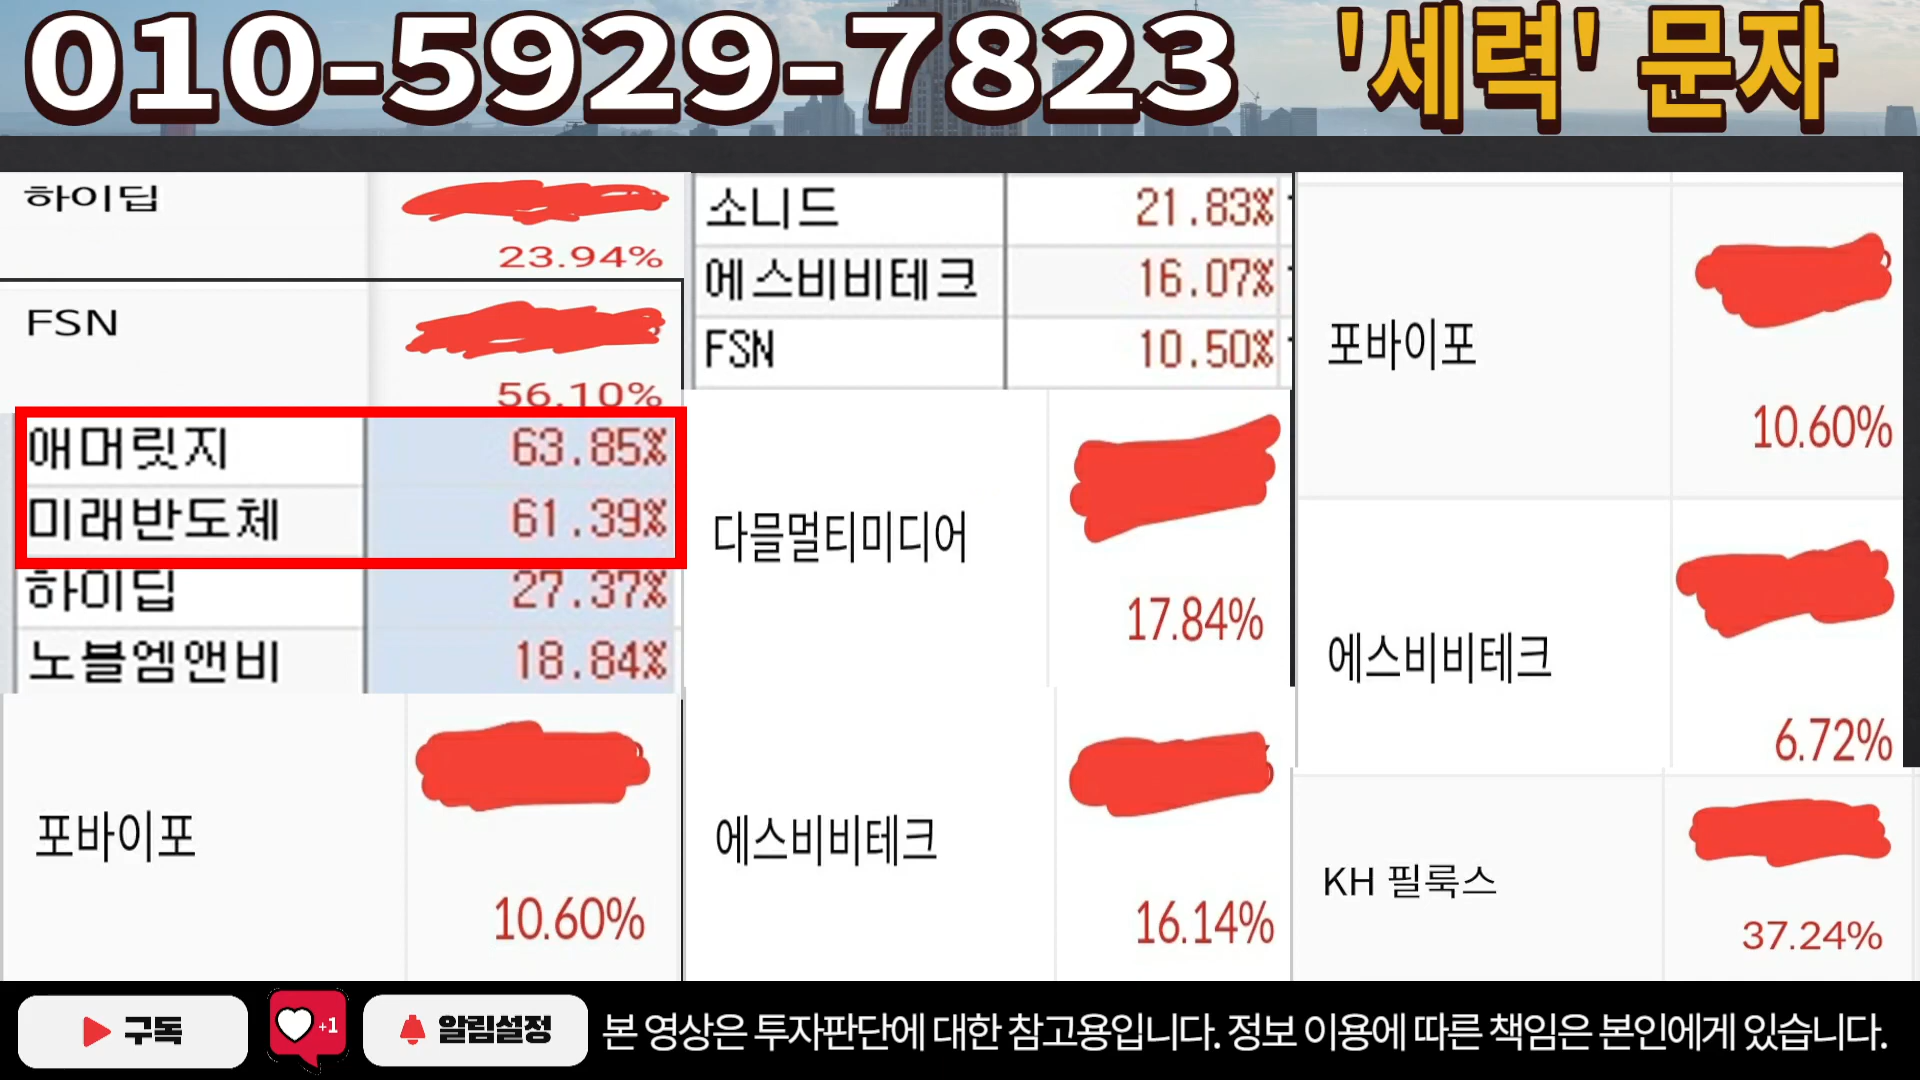 010-5929-7823 '세력' 문자
하이딥
23.94%
FSN
56.10%
애머릿지 63.85%
미래반도체 61.39%
하이딥 27.37%
노블엠앤비 18.84%
포바이포
10.60%
소니드 21.83%
에스비비테크 16.07%
FSN 10.50%
다믈멀티미디어
17.84%
에스비비테크
16.14%
포바이포
10.60%
에스비비테크
6.72%
KH 필룩스
37.24%
구독 +1 알림설정 본 영상은 투자판단에 대한 참고용입니다. 정보 이용에 따른 책임은 본인에게 있습니다.